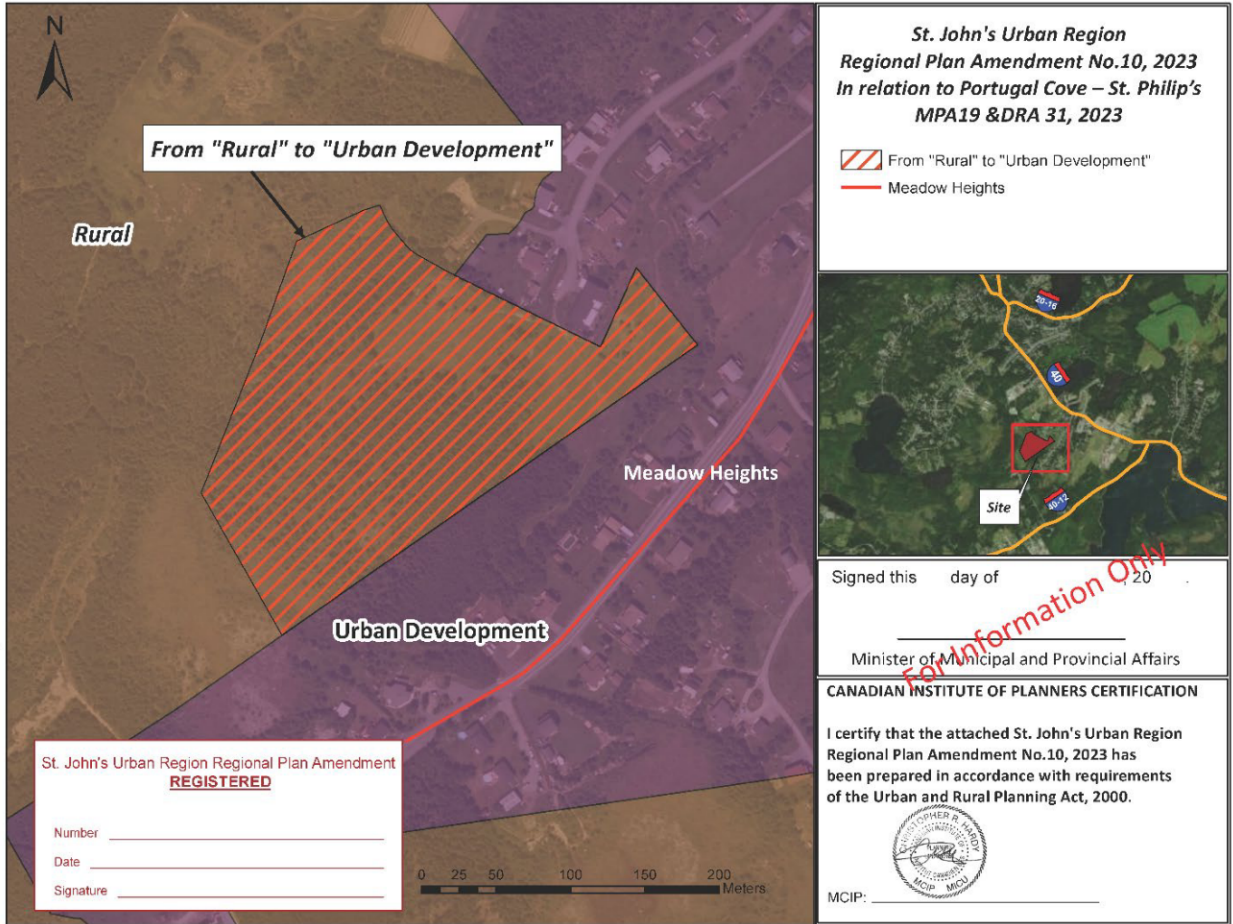 N
From "Rural" to "Urban Development"
Rural
Meadow Heights
Urban Development
St. John's Urban Region Regional Plan Amendment
REGISTERED
Number
Date
Signature
0 25 50 100 150 200
Meters
St. John's Urban Region
Regional Plan Amendment No.10, 2023
In relation to Portugal Cove – St. Philip's
MPA19 &DRA 31, 2023
From "Rural" to "Urban Development"
Meadow Heights
20-16
40
40-12
Site
Signed this day of , 20 .
Minister of Municipal and Provincial Affairs
For Information Only
CANADIAN INSTITUTE OF PLANNERS CERTIFICATION
I certify that the attached St. John's Urban Region
Regional Plan Amendment No.10, 2023 has
been prepared in accordance with requirements
of the Urban and Rural Planning Act, 2000.
CHRISTOPHER R. HARDY
MCIP MICU
MCIP: